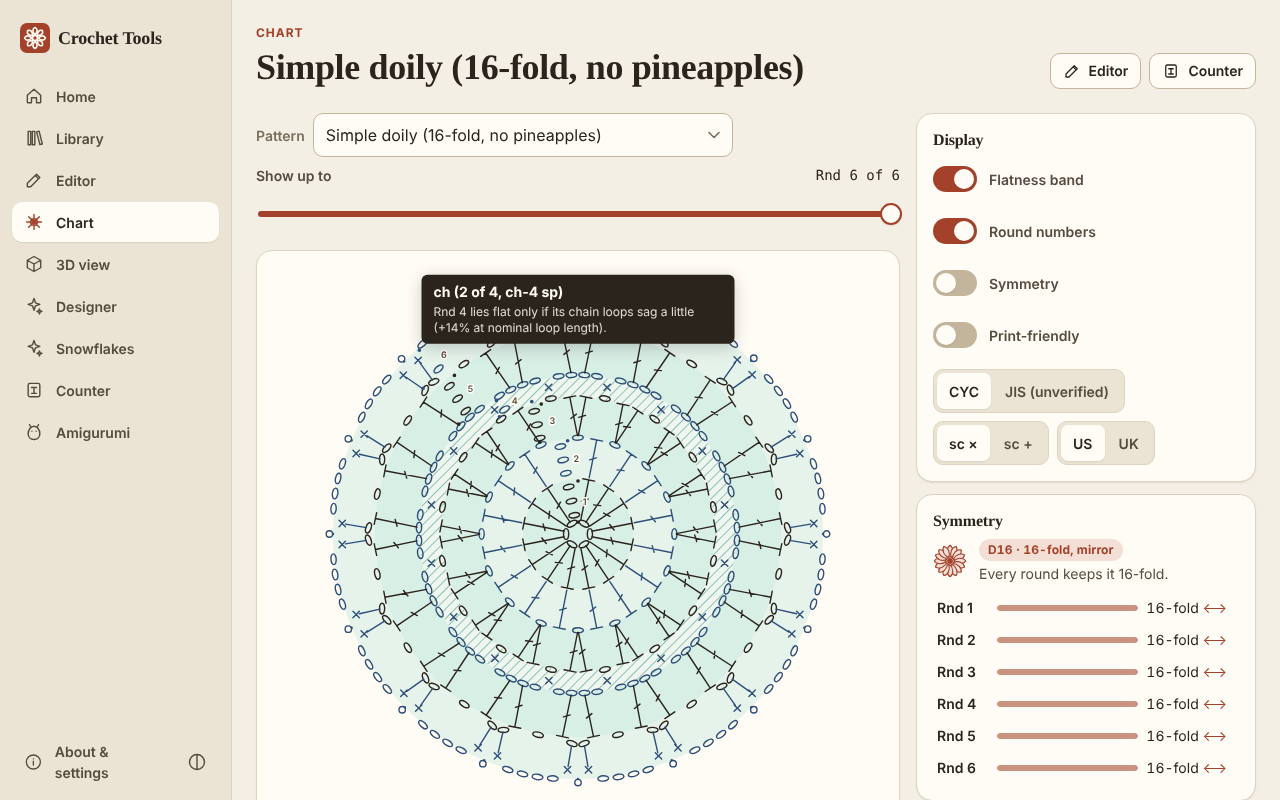 Crochet Tools
Home
Library
Editor
Chart
3D view
Designer
Snowflakes
Counter
Amigurumi
About &
settings
CHART
Simple doily (16-fold, no pineapples)
Editor
Counter
Pattern
Simple doily (16-fold, no pineapples)
Show up to
Rnd 6 of 6
ch (2 of 4, ch-4 sp)
Rnd 4 lies flat only if its chain loops sag a little
(+14% at nominal loop length).
6
5
4
3
2
1
Display
Flatness band
Round numbers
Symmetry
Print-friendly
CYC
JIS (unverified)
sc ×
sc +
US
UK
Symmetry
D16 · 16-fold, mirror
Every round keeps it 16-fold.
Rnd 1 16-fold ↔
Rnd 2 16-fold ↔
Rnd 3 16-fold ↔
Rnd 4 16-fold ↔
Rnd 5 16-fold ↔
Rnd 6 16-fold ↔